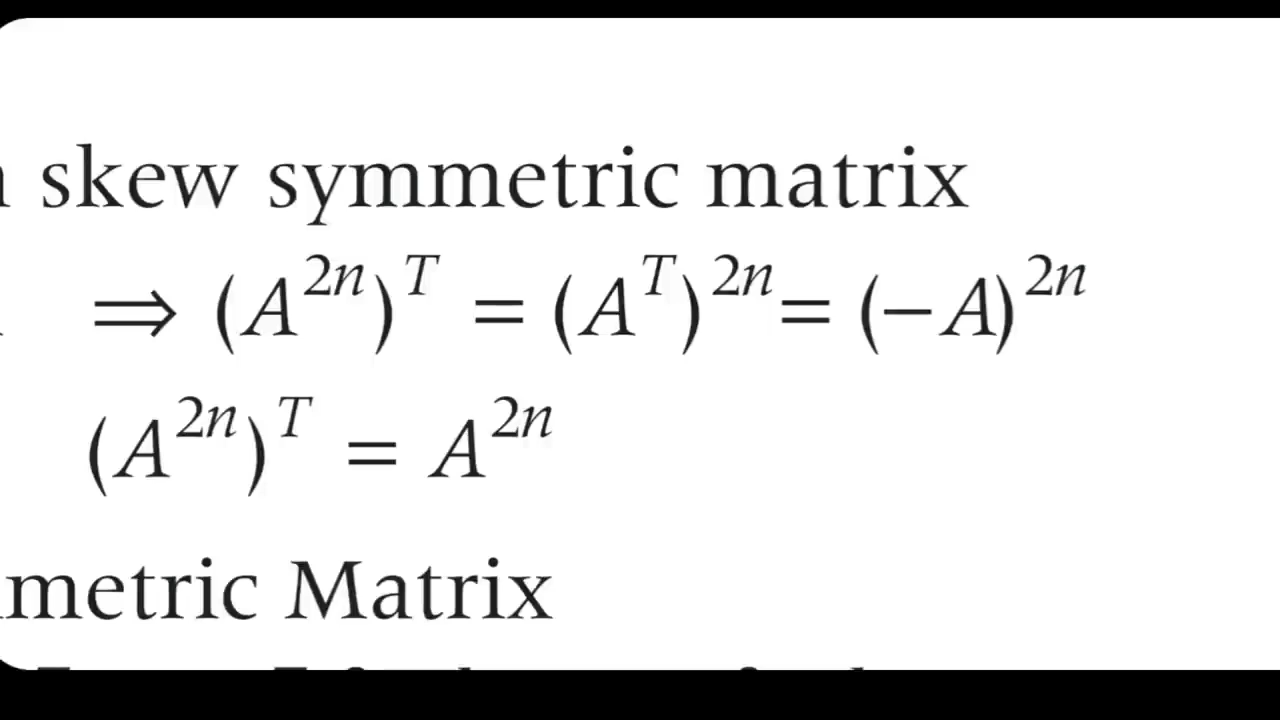 skew symmetric matrix
⇒ (A^{2n})^T = (A^T)^{2n} = (−A)^{2n}
(A^{2n})^T = A^{2n}
metric Matrix